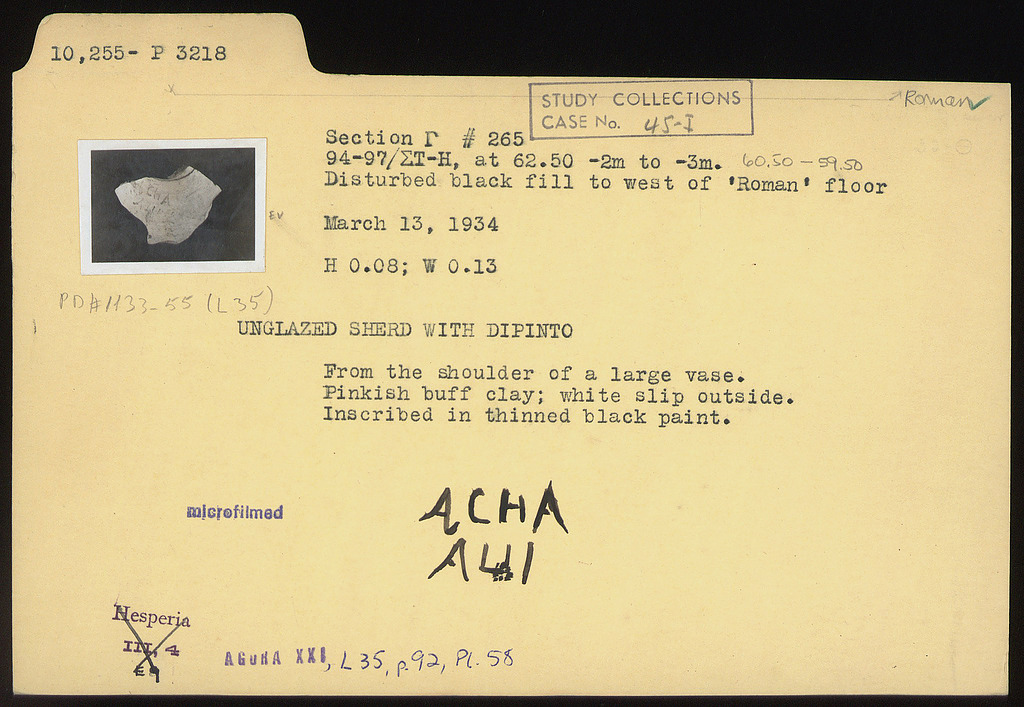 10,255- P 3218
x
Roman ✓
STUDY COLLECTIONS
CASE No. 45-I
Section Γ # 265
94-97/ΣΤ-Η, at 62.50 -2m to -3m. 60.50 - 59.50
Disturbed black fill to west of 'Roman' floor
EV
March 13, 1934
H 0.08; W 0.13
PD#1133-55 (L35)
UNGLAZED SHERD WITH DIPINTO
From the shoulder of a large vase.
Pinkish buff clay; white slip outside.
Inscribed in thinned black paint.
microfilmed
ACHA
Hesperia
III, 4
AGORA XXI, L35, p.92, Pl. 58